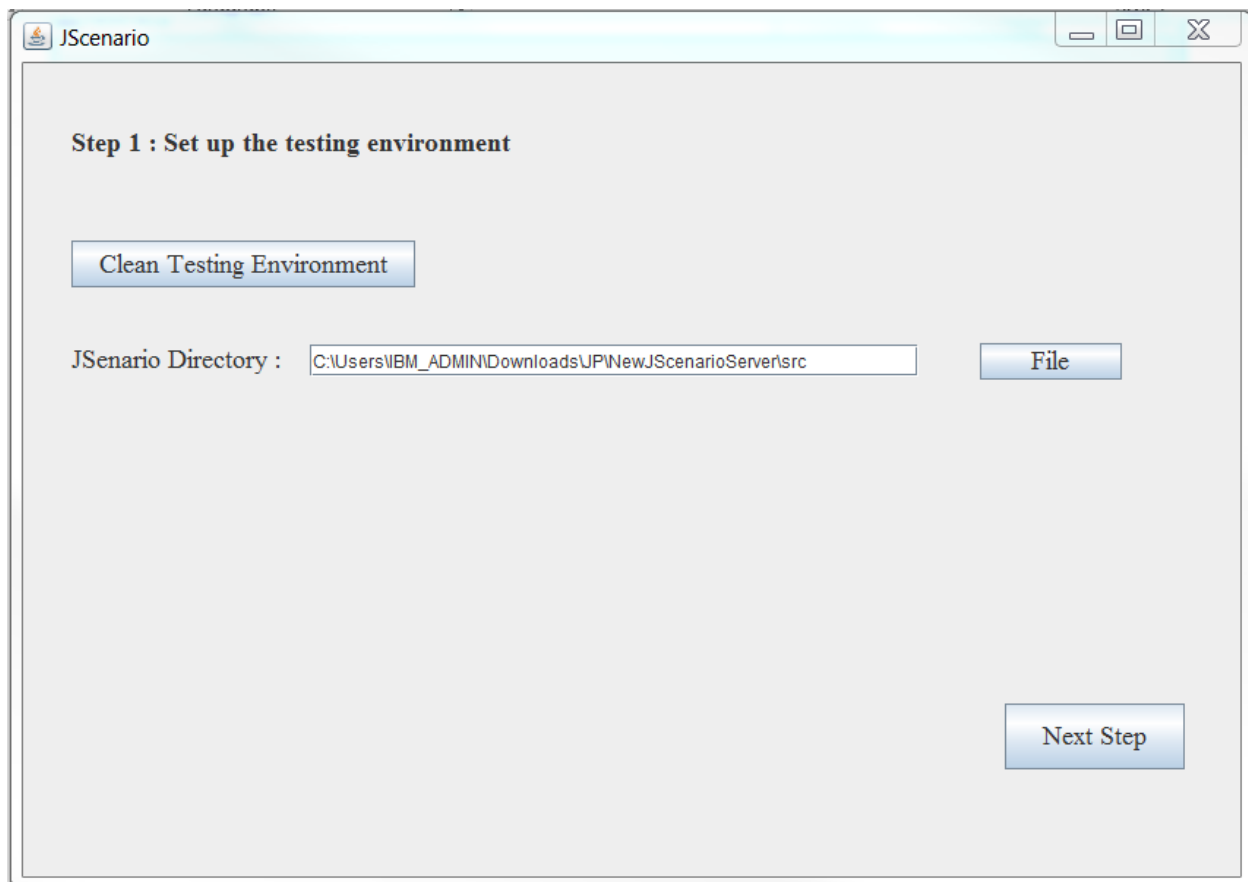 JScenario
Step 1 : Set up the testing environment
Clean Testing Environment
JSenario Directory : C:\Users\IBM_ADMIN\Downloads\JP\NewJScenarioServer\src File
Next Step